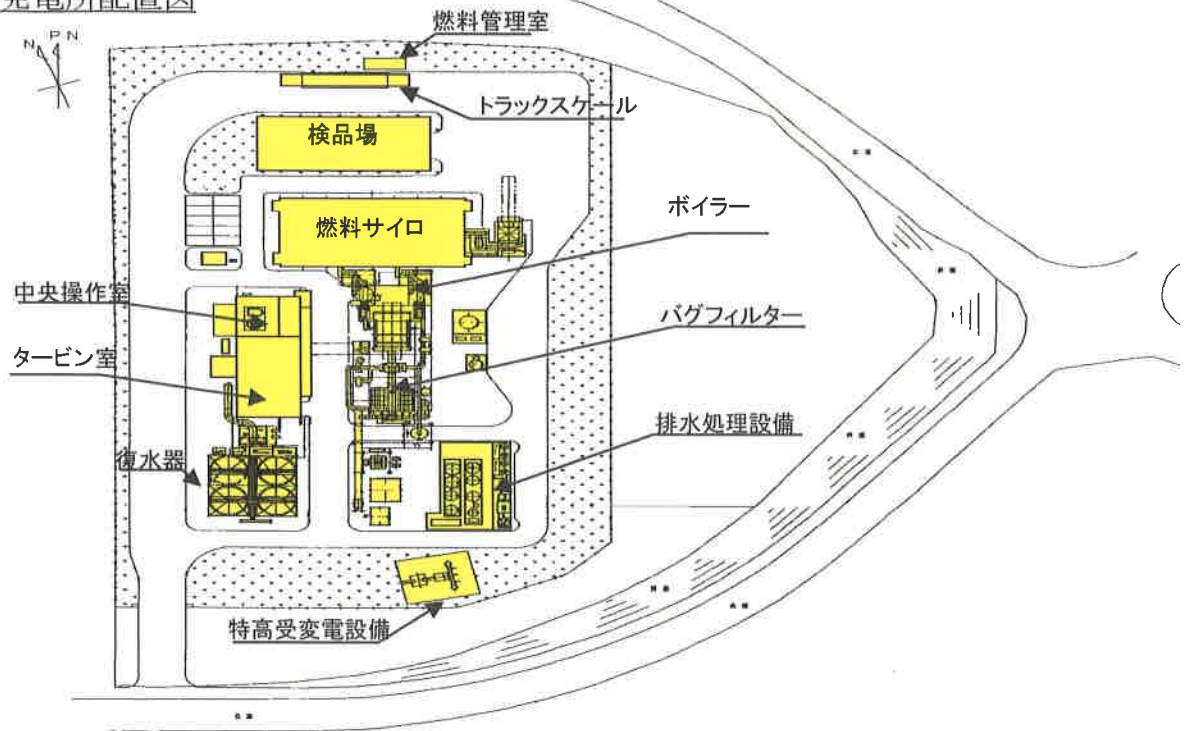 発電所配置図
N P N
燃料管理室
トラックスケール
検品場
燃料サイロ
ボイラー
中央操作室
バグフィルター
タービン室
排水処理設備
復水器
特高受変電設備